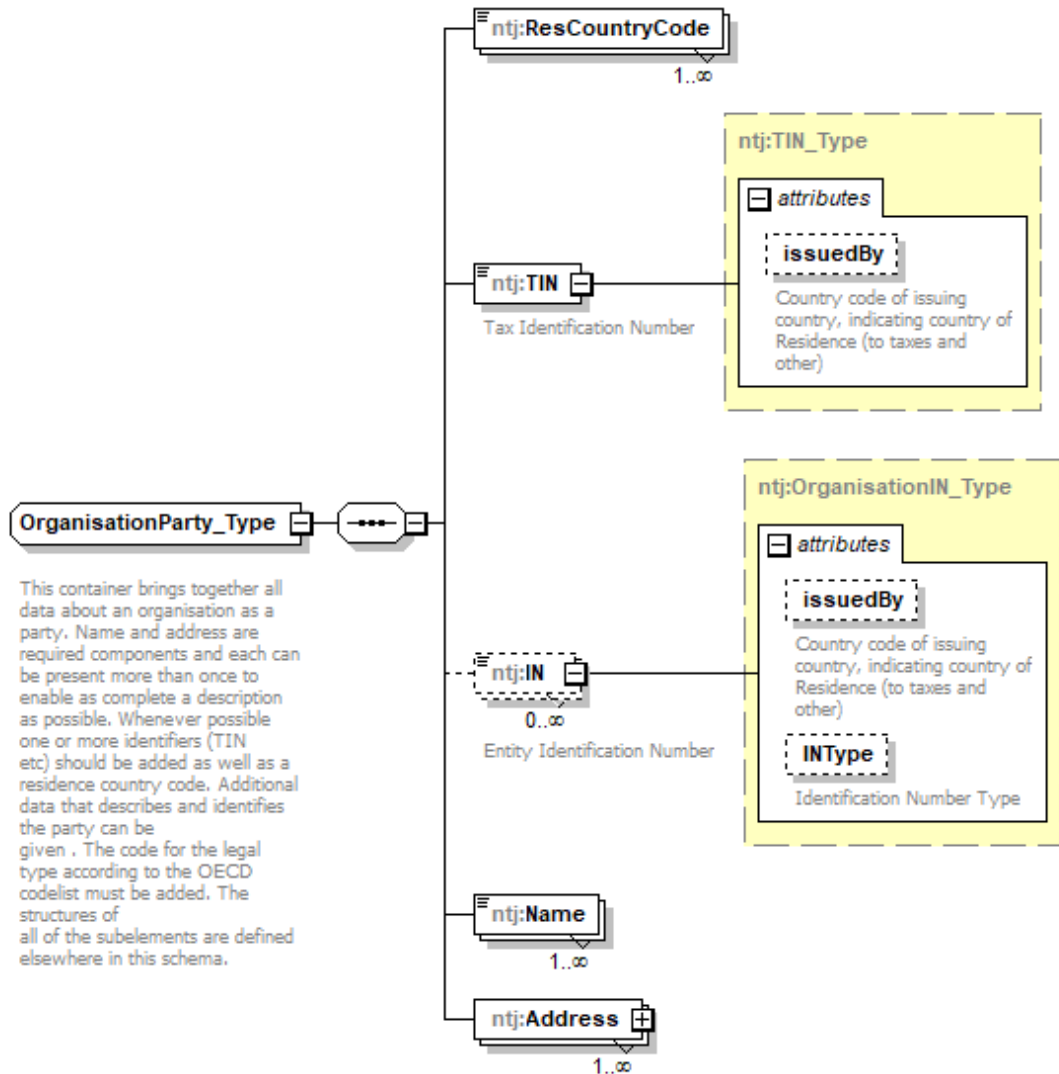 ntj:ResCountryCode
1..∞
ntj:TIN_Type
attributes
issuedBy
Country code of issuing
country, indicating country of
Residence (to taxes and
other)
ntj:TIN
Tax Identification Number
ntj:OrganisationIN_Type
attributes
issuedBy
Country code of issuing
country, indicating country of
Residence (to taxes and
other)
INType
Identification Number Type
OrganisationParty_Type
This container brings together all
data about an organisation as a
party. Name and address are
required components and each can
be present more than once to
enable as complete a description
as possible. Whenever possible
one or more identifiers (TIN
etc) should be added as well as a
residence country code. Additional
data that describes and identifies
the party can be
given . The code for the legal
type according to the OECD
codelist must be added. The
structures of
all of the subelements are defined
elsewhere in this schema.
ntj:IN
0..∞
Entity Identification Number
ntj:Name
1..∞
ntj:Address
1..∞